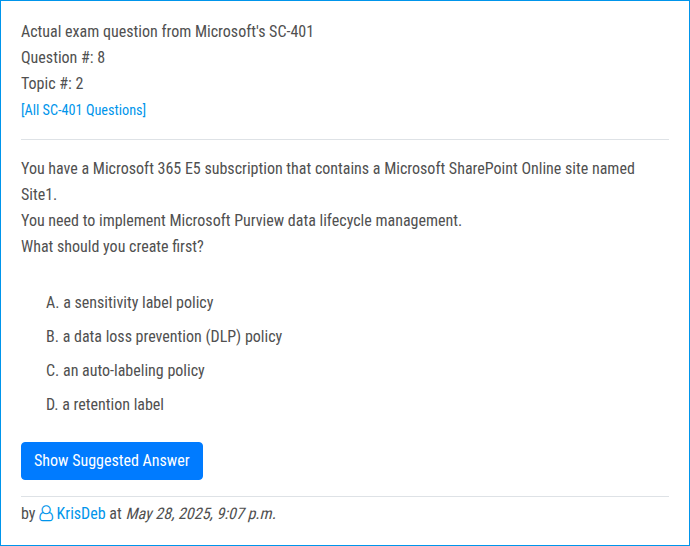 Actual exam question from Microsoft's SC-401
Question #: 8
Topic #: 2
[All SC-401 Questions]
You have a Microsoft 365 E5 subscription that contains a Microsoft SharePoint Online site named
Site1.
You need to implement Microsoft Purview data lifecycle management.
What should you create first?
A. a sensitivity label policy
B. a data loss prevention (DLP) policy
C. an auto-labeling policy
D. a retention label
Show Suggested Answer
by KrisDeb at May 28, 2025, 9:07 p.m.